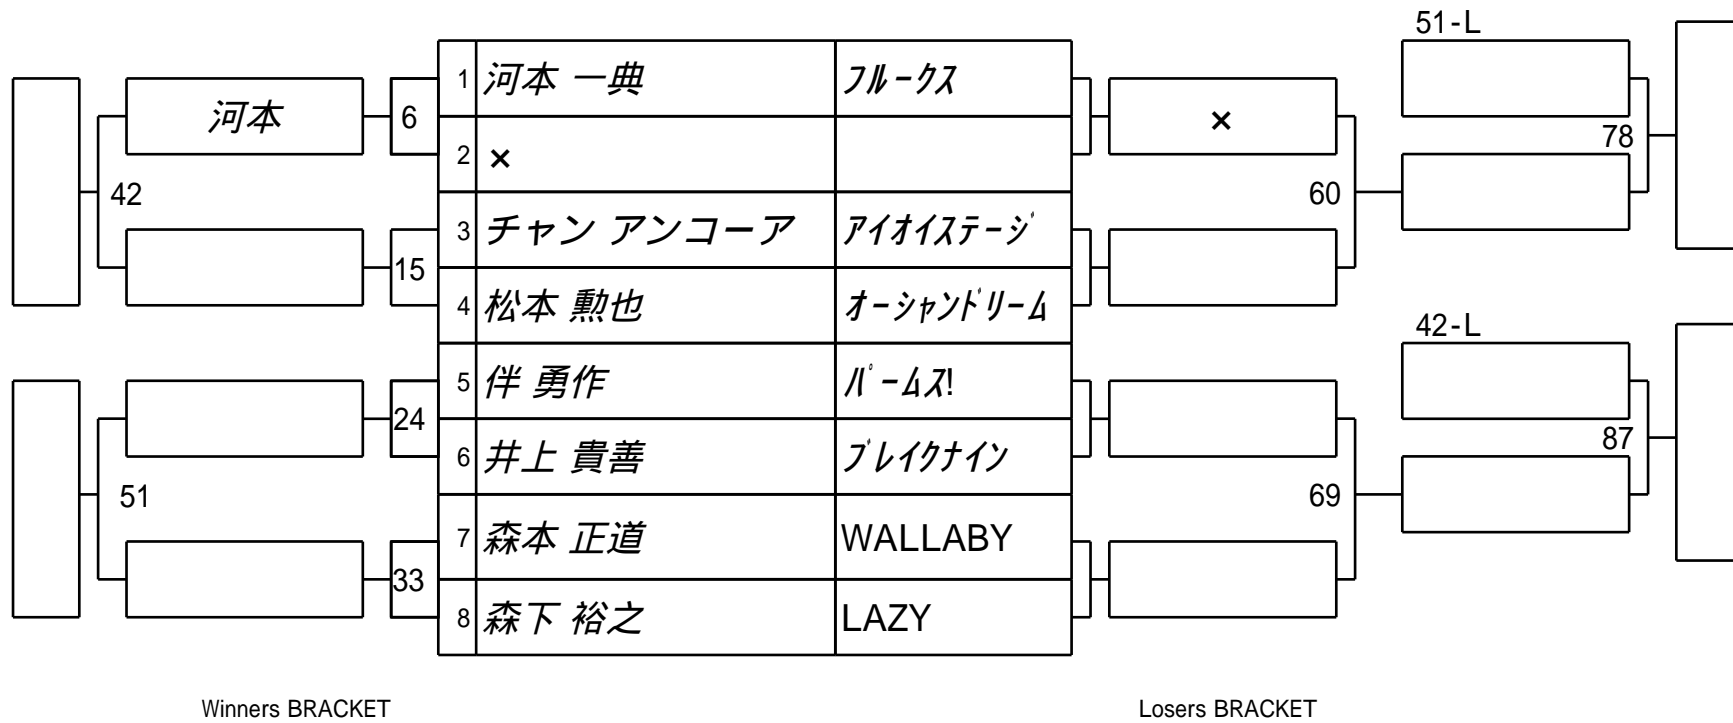 51-L
1 河本 一典 フルークス
河本 6 × 78
2 ×
42 60
3 チャン アンコーア アイオイステージ
15
4 松本 勲也 オーシャンドリーム
42-L
5 伴 勇作 パームス!
24 87
6 井上 貴善 ブレイクナイン
51 69
7 森本 正道 WALLABY
33
8 森下 裕之 LAZY
Winners BRACKET Losers BRACKET